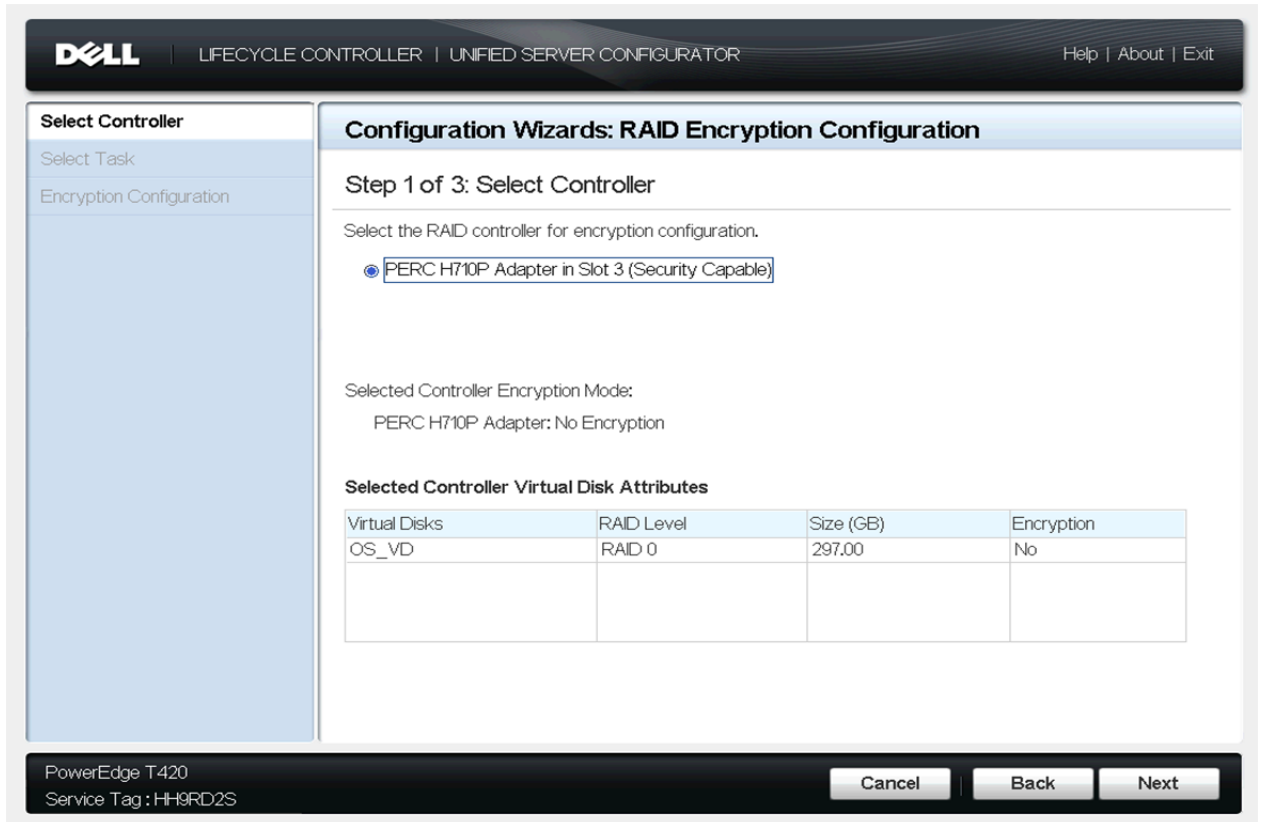 DELL LIFECYCLE CONTROLLER | UNIFIED SERVER CONFIGURATOR Help | About | Exit
Select Controller
Select Task
Encryption Configuration
Configuration Wizards: RAID Encryption Configuration
Step 1 of 3: Select Controller
Select the RAID controller for encryption configuration.
PERC H710P Adapter in Slot 3 (Security Capable)
Selected Controller Encryption Mode:
PERC H710P Adapter: No Encryption
Selected Controller Virtual Disk Attributes
Virtual Disks RAID Level Size (GB) Encryption
OS_VD RAID 0 297.00 No
PowerEdge T420
Service Tag : HH9RD2S
Cancel Back Next